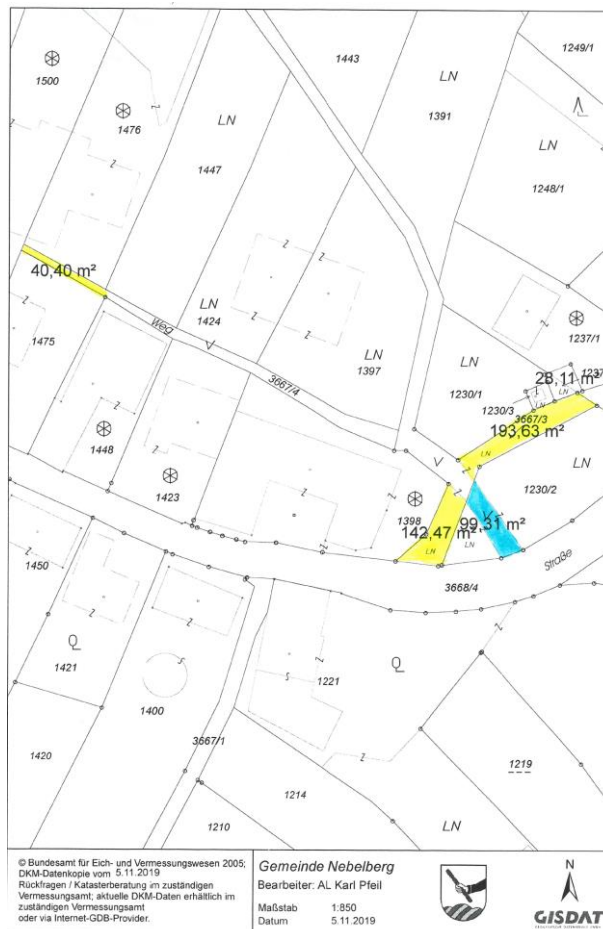 1249/1
1443
LN
1500
1476
1391
LN
LN
1447
1248/1
40,40 m²
Weg
LN
1424
1237/1
1475
LN
1397
LN
3667/4
1230/1
28,11 m²
1237
LN
LN
1230/3
3667/3
193,63 m²
LN
LN
1448
1230/2
1423
1398
99,31 m²
142,47 m²
LN
LN
Straße
1450
3668/4
Q
Q
1421
1221
1400
3667/1
1420
1219
1214
1210
LN
© Bundesamt für Eich- und Vermessungswesen 2005;
DKM-Datenkopie vom 5.11.2019
Rückfragen / Katasterberatung im zuständigen
Vermessungsamt; aktuelle DKM-Daten erhältlich im
zuständigen Vermessungsamt
oder via Internet-GDB-Provider.
Gemeinde Nebelberg
Bearbeiter: AL Karl Pfeil
Maßstab 1:850
Datum 5.11.2019
N
GISDAT